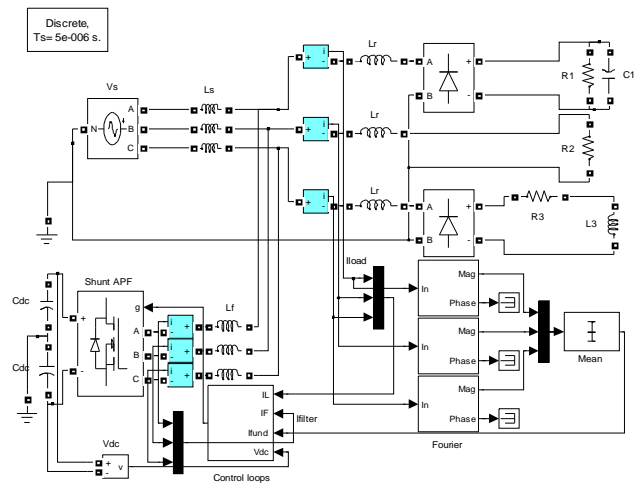 Discrete,
Ts= 5e-006 s.
Vs
N
A
B
C
Ls
i
+ -
Lr
A
B
+
-
R1
C1
i
+ -
Lr
R2
i
+ -
Lr
A
B
+
-
R3
L3
Iload
Shunt APF
Cdc
Cdc
+
-
g
A
B
C
i
+ -
i
+ -
i
+ -
Lf
IL
IF
Ifund
Vdc
Ifilter
Control loops
Vdc
+
-
v
In
Mag
Phase
In
Mag
Phase
In
Mag
Phase
Fourier
Mean